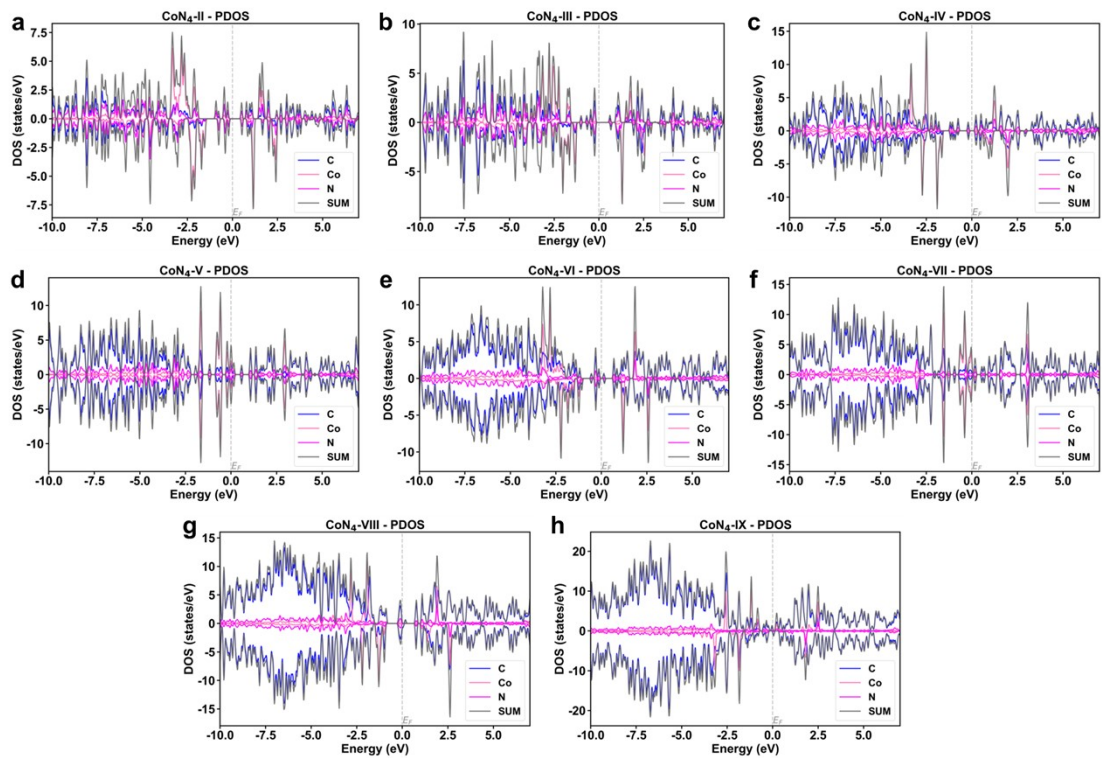 a
CoN₄-II - PDOS
7.5
5.0
2.5
0.0
-2.5
-5.0
-7.5
DOS (states/eV)
C
Co
N
SUM
E_F
-10.0 -7.5 -5.0 -2.5 0.0 2.5 5.0
Energy (eV)
b
CoN₄-III - PDOS
10
5
0
-5
DOS (states/eV)
C
Co
N
SUM
E_F
-10.0 -7.5 -5.0 -2.5 0.0 2.5 5.0
Energy (eV)
c
CoN₄-IV - PDOS
15
10
5
0
-5
-10
DOS (states/eV)
C
Co
N
SUM
E_F
-10.0 -7.5 -5.0 -2.5 0.0 2.5 5.0
Energy (eV)
d
CoN₄-V - PDOS
10
5
0
-5
-10
DOS (states/eV)
C
Co
N
SUM
E_F
-10.0 -7.5 -5.0 -2.5 0.0 2.5 5.0
Energy (eV)
e
CoN₄-VI - PDOS
10
5
0
-5
-10
DOS (states/eV)
C
Co
N
SUM
E_F
-10.0 -7.5 -5.0 -2.5 0.0 2.5 5.0
Energy (eV)
f
CoN₄-VII - PDOS
15
10
5
0
-5
-10
-15
DOS (states/eV)
C
Co
N
SUM
E_F
-10.0 -7.5 -5.0 -2.5 0.0 2.5 5.0
Energy (eV)
g
CoN₄-VIII - PDOS
15
10
5
0
-5
-10
-15
DOS (states/eV)
C
Co
N
SUM
E_F
-10.0 -7.5 -5.0 -2.5 0.0 2.5 5.0
Energy (eV)
h
CoN₄-IX - PDOS
20
10
0
-10
-20
DOS (states/eV)
C
Co
N
SUM
E_F
-10.0 -7.5 -5.0 -2.5 0.0 2.5 5.0
Energy (eV)